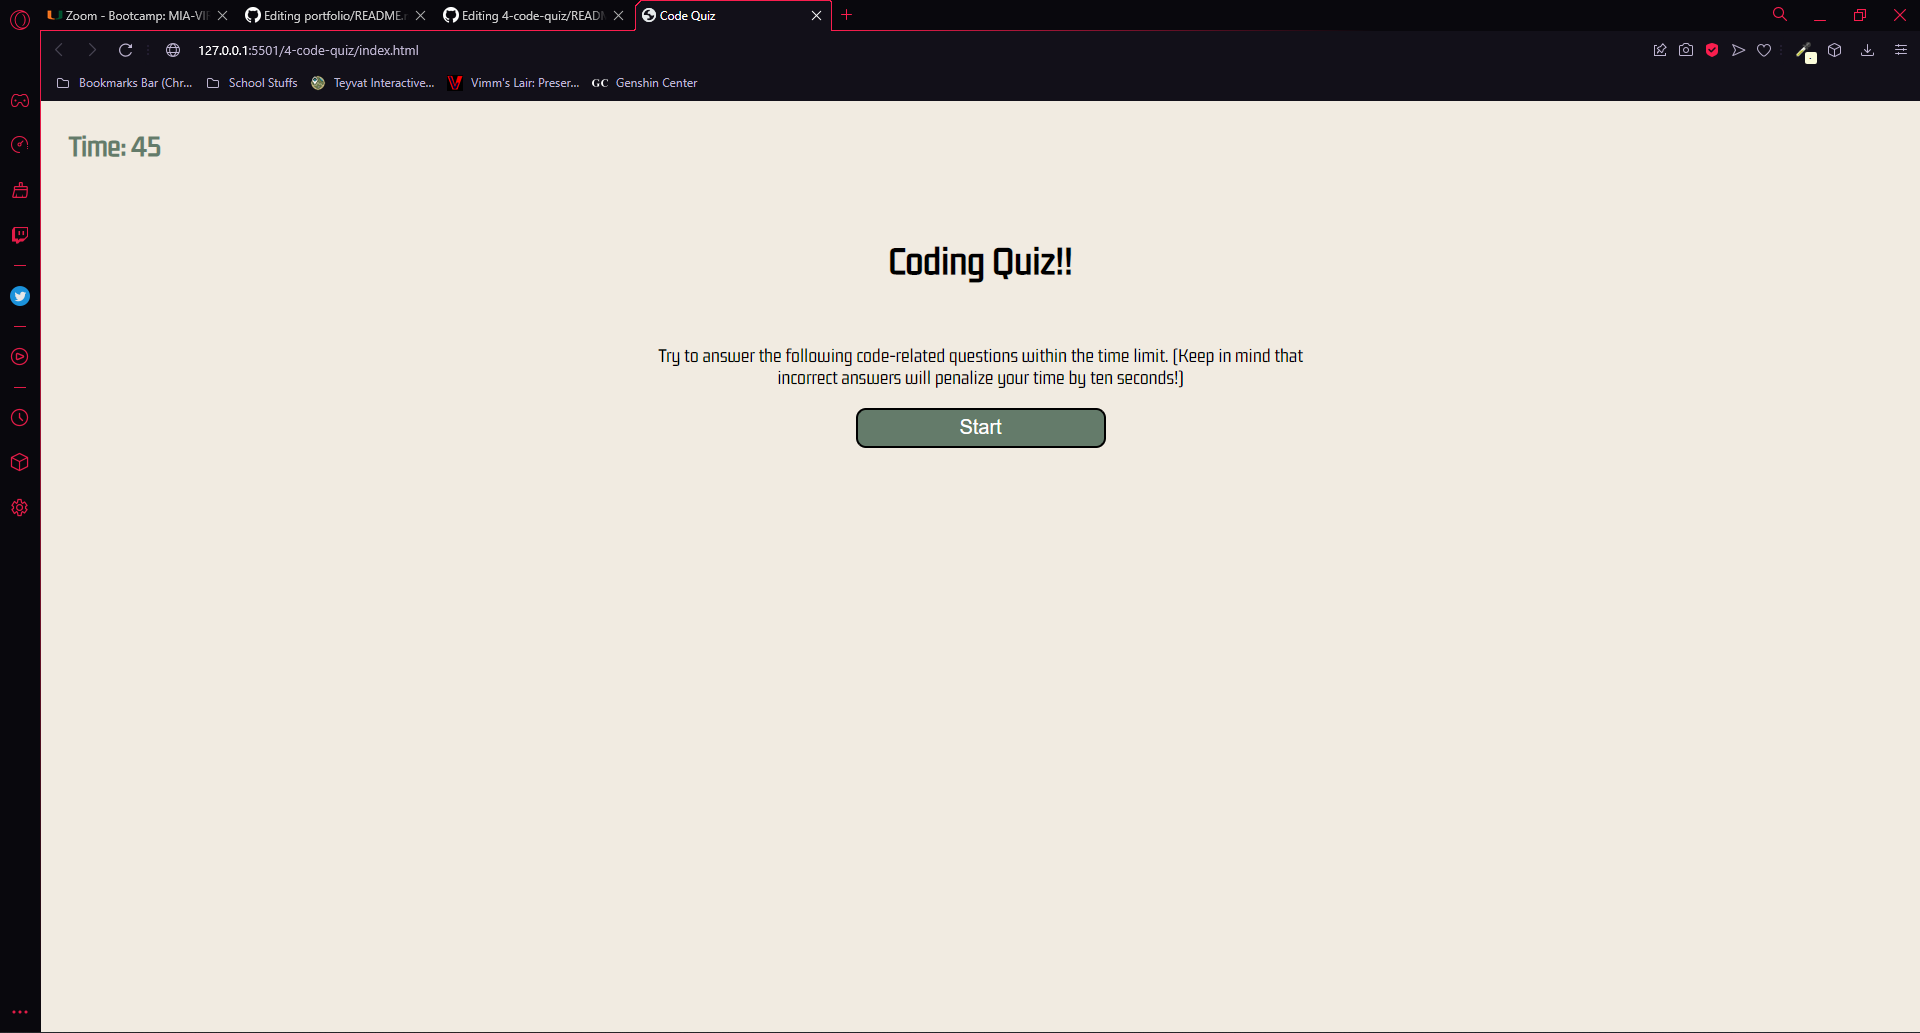 Zoom - Bootcamp: MIA-VIR
Editing portfolio/README.
Editing 4-code-quiz/READ
Code Quiz
127.0.0.1:5501/4-code-quiz/index.html
Bookmarks Bar (Chr...
School Stuffs
Teyvat Interactive...
Vimm's Lair: Preser...
GC Genshin Center
Time: 45
Coding Quiz!!
Try to answer the following code-related questions within the time limit. (Keep in mind that
incorrect answers will penalize your time by ten seconds!)
Start